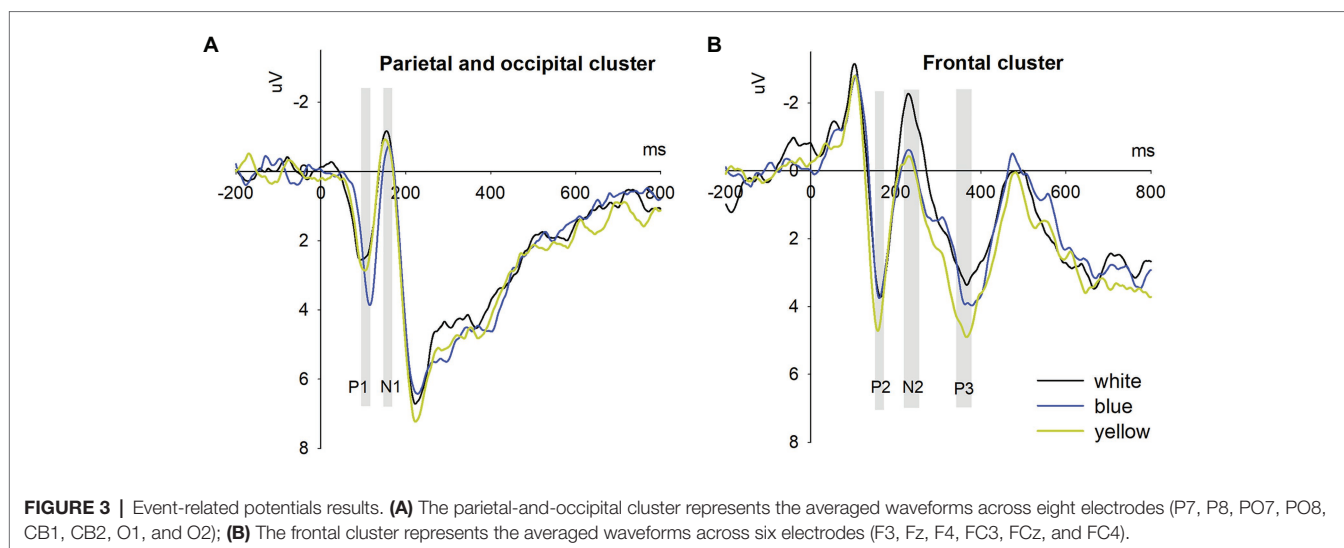 A
Parietal and occipital cluster
uV
-2
ms
-200 0 200 400 600 800
2
4
6
8
P1 N1
B
Frontal cluster
uV
-2
ms
0
-200 0 200 400 600 800
2
4
6
8
P2 N2 P3
white
blue
yellow
FIGURE 3 | Event-related potentials results. (A) The parietal-and-occipital cluster represents the averaged waveforms across eight electrodes (P7, P8, PO7, PO8,
CB1, CB2, O1, and O2); (B) The frontal cluster represents the averaged waveforms across six electrodes (F3, Fz, F4, FC3, FCz, and FC4).